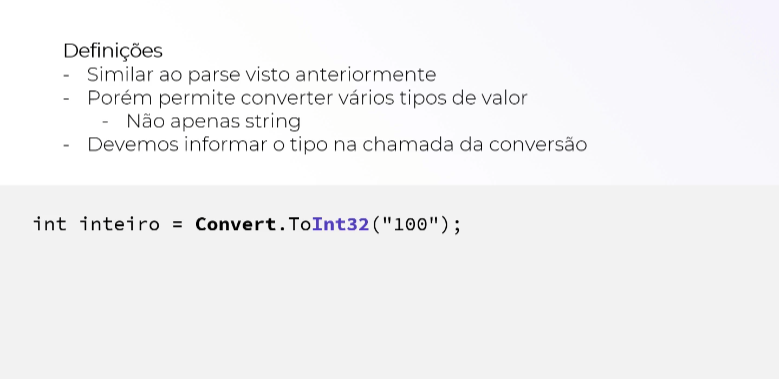 Definições
- Similar ao parse visto anteriormente
- Porém permite converter vários tipos de valor
- Não apenas string
- Devemos informar o tipo na chamada da conversão
int inteiro = Convert.ToInt32("100");